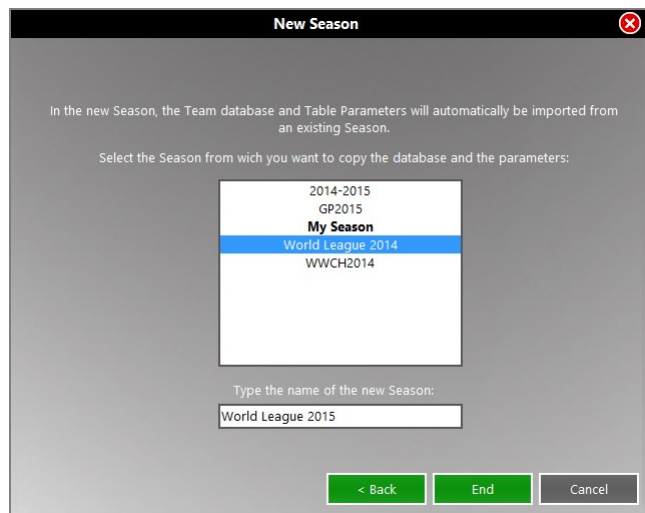 New Season
In the new Season, the Team database and Table Parameters will automatically be imported from
an existing Season.
Select the Season from wich you want to copy the database and the parameters:
2014-2015
GP2015
My Season
World League 2014
WWCH2014
Type the name of the new Season:
World League 2015
< Back
End
Cancel